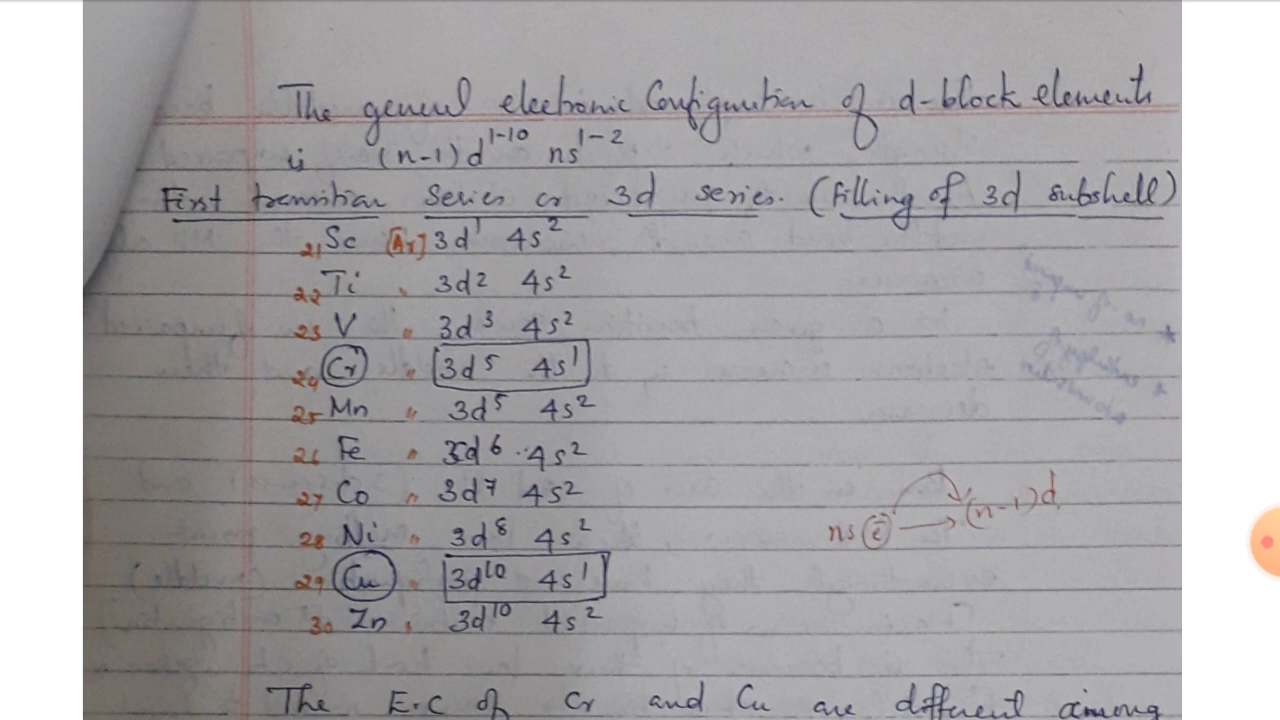 The general electronic Configuration of d-block elements
is (n-1)d¹⁻¹⁰ ns¹⁻²
First transition Series or 3d series. (filling of 3d subshell)
₂₁Sc [Ar] 3d¹ 4s²
₂₂Ti " 3d² 4s²
₂₃V " 3d³ 4s²
₂₄Cr " 3d⁵ 4s¹
₂₅Mn " 3d⁵ 4s²
₂₆Fe " 3d⁶ 4s²
₂₇Co " 3d⁷ 4s²
ns e⁻ → (n-1)d
₂₈Ni " 3d⁸ 4s²
₂₉Cu " 3d¹⁰ 4s¹
₃₀Zn " 3d¹⁰ 4s²
The E.C of Cr and Cu are different among